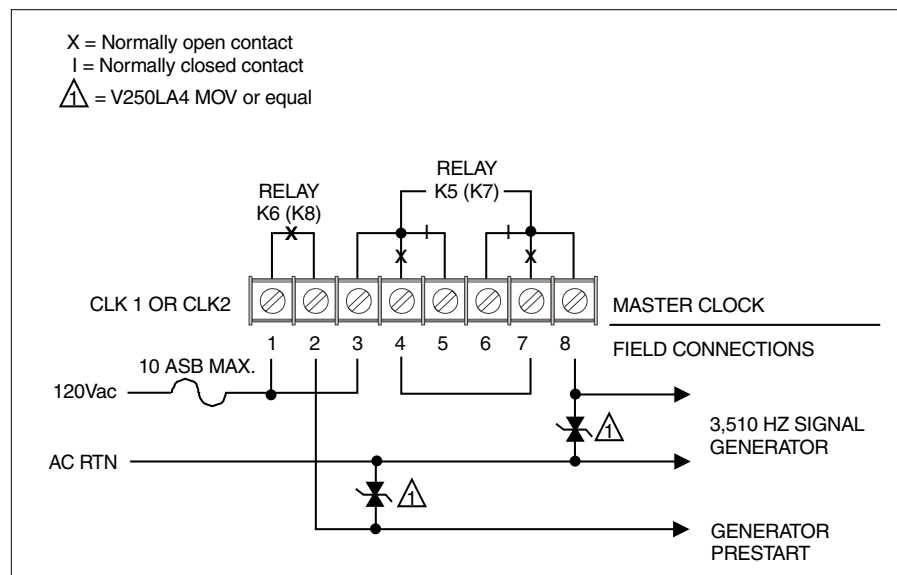 X = Normally open contact
I = Normally closed contact
1 = V250LA4 MOV or equal
RELAY
K6 (K8)
RELAY
K5 (K7)
X
X
X
CLK 1 OR CLK2
MASTER CLOCK
1 2 3 4 5 6 7 8
FIELD CONNECTIONS
10 ASB MAX.
120Vac
3,510 HZ SIGNAL
GENERATOR
1
AC RTN
1
GENERATOR
PRESTART